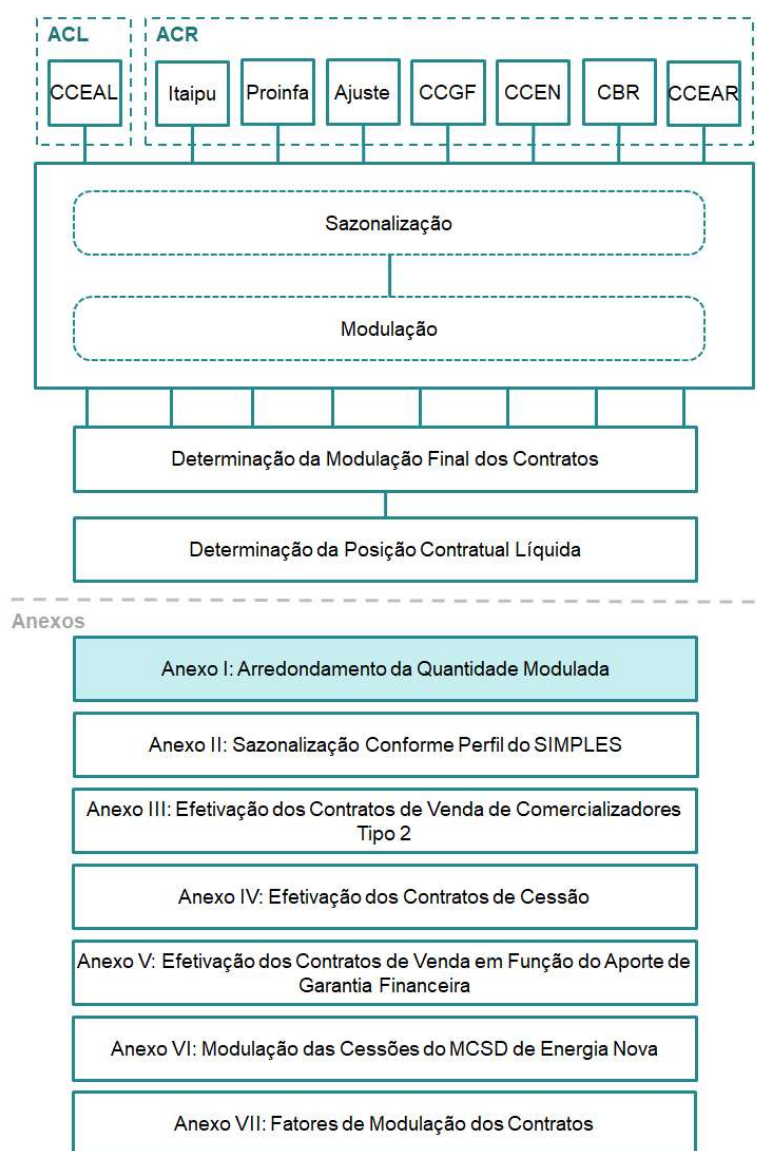 ACL
ACR
CCEAL
Itaipu
Proinfa
Ajuste
CCGF
CCEN
CBR
CCEAR
Sazonalização
Modulação
Determinação da Modulação Final dos Contratos
Determinação da Posição Contratual Líquida
Anexos
Anexo I: Arredondamento da Quantidade Modulada
Anexo II: Sazonalização Conforme Perfil do SIMPLES
Anexo III: Efetivação dos Contratos de Venda de Comercializadores
Tipo 2
Anexo IV: Efetivação dos Contratos de Cessão
Anexo V: Efetivação dos Contratos de Venda em Função do Aporte de
Garantia Financeira
Anexo VI: Modulação das Cessões do MCSD de Energia Nova
Anexo VII: Fatores de Modulação dos Contratos